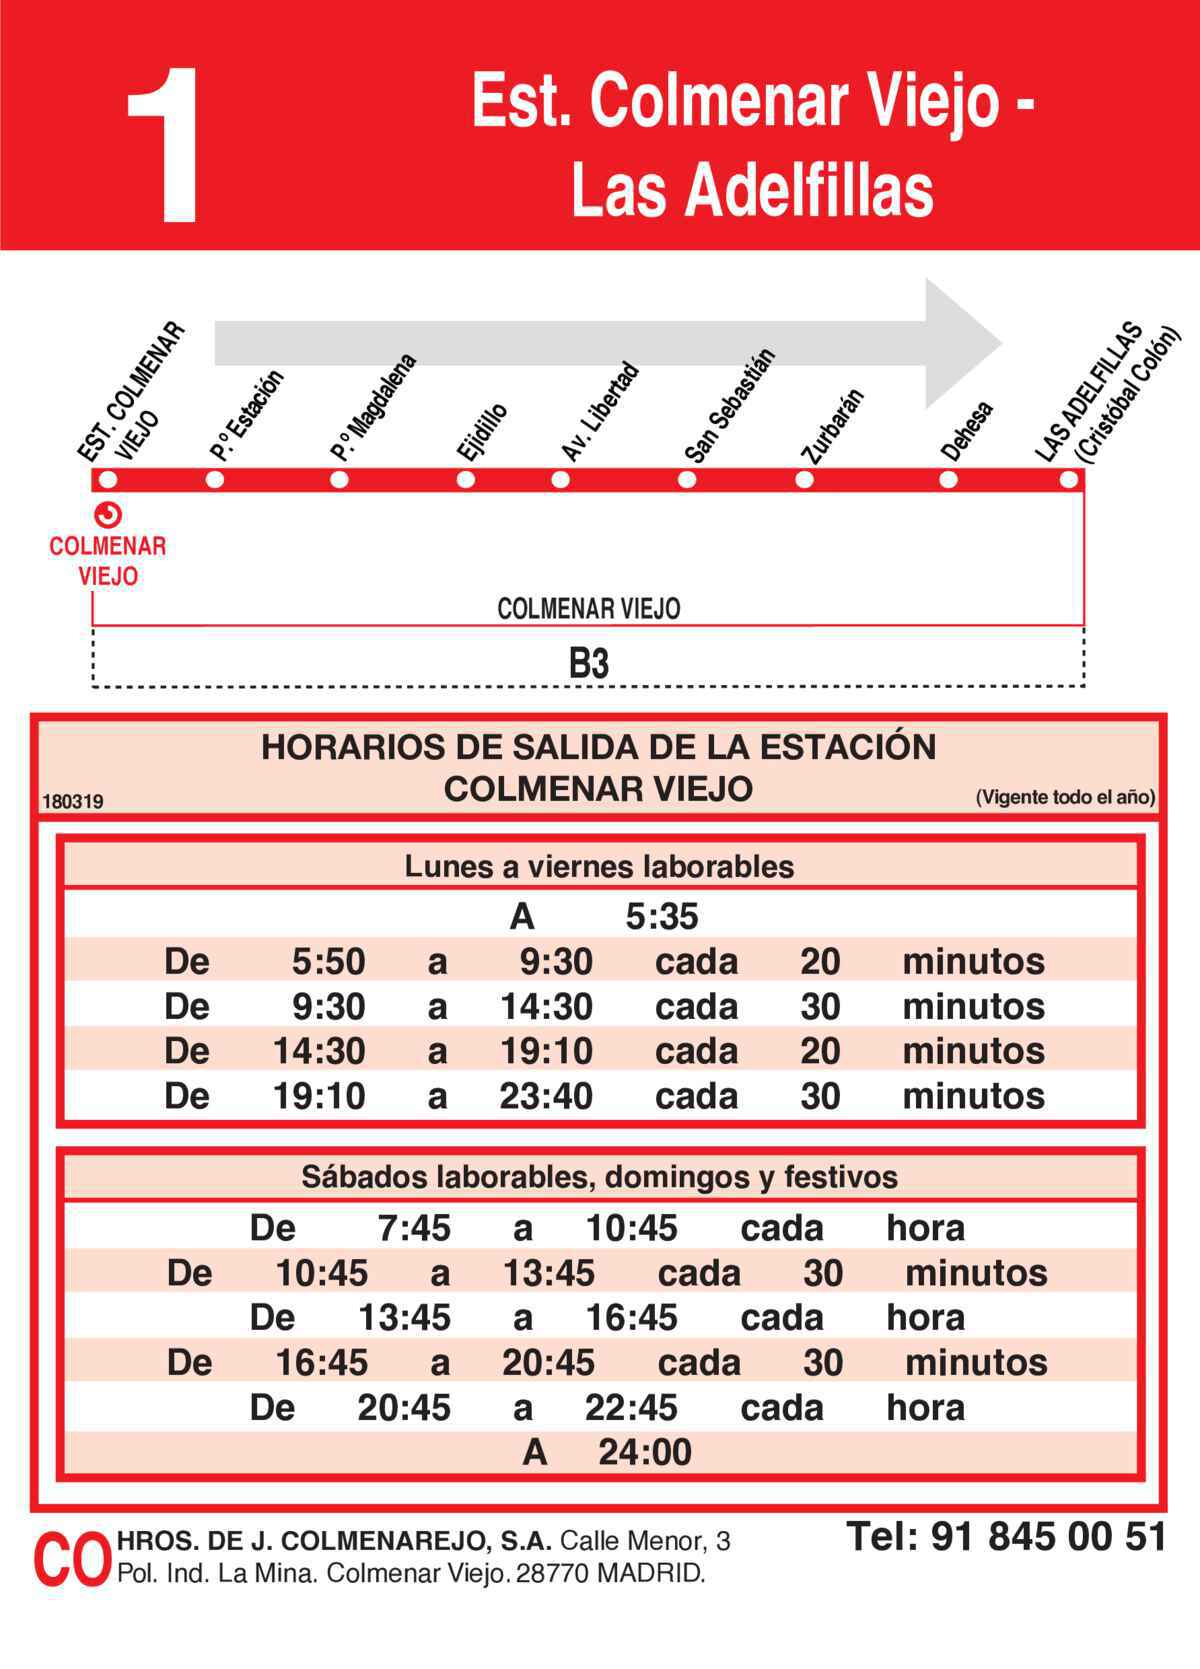 1
Est. Colmenar Viejo -
Las Adelfillas
EST. COLMENAR
VIEJO
P.º Estación
P.º Magdalena
Ejidillo
Av. Libertad
San Sebastián
Zurbarán
Dehesa
LAS ADELFILLAS
(Cristóbal Colón)
COLMENAR
VIEJO
COLMENAR VIEJO
B3
HORARIOS DE SALIDA DE LA ESTACIÓN
COLMENAR VIEJO
180319
(Vigente todo el año)
Lunes a viernes laborables
A 5:35
De 5:50 a 9:30 cada 20 minutos
De 9:30 a 14:30 cada 30 minutos
De 14:30 a 19:10 cada 20 minutos
De 19:10 a 23:40 cada 30 minutos
Sábados laborables, domingos y festivos
De 7:45 a 10:45 cada hora
De 10:45 a 13:45 cada 30 minutos
De 13:45 a 16:45 cada hora
De 16:45 a 20:45 cada 30 minutos
De 20:45 a 22:45 cada hora
A 24:00
CO
HROS. DE J. COLMENAREJO, S.A. Calle Menor, 3
Pol. Ind. La Mina. Colmenar Viejo. 28770 MADRID.
Tel: 91 845 00 51